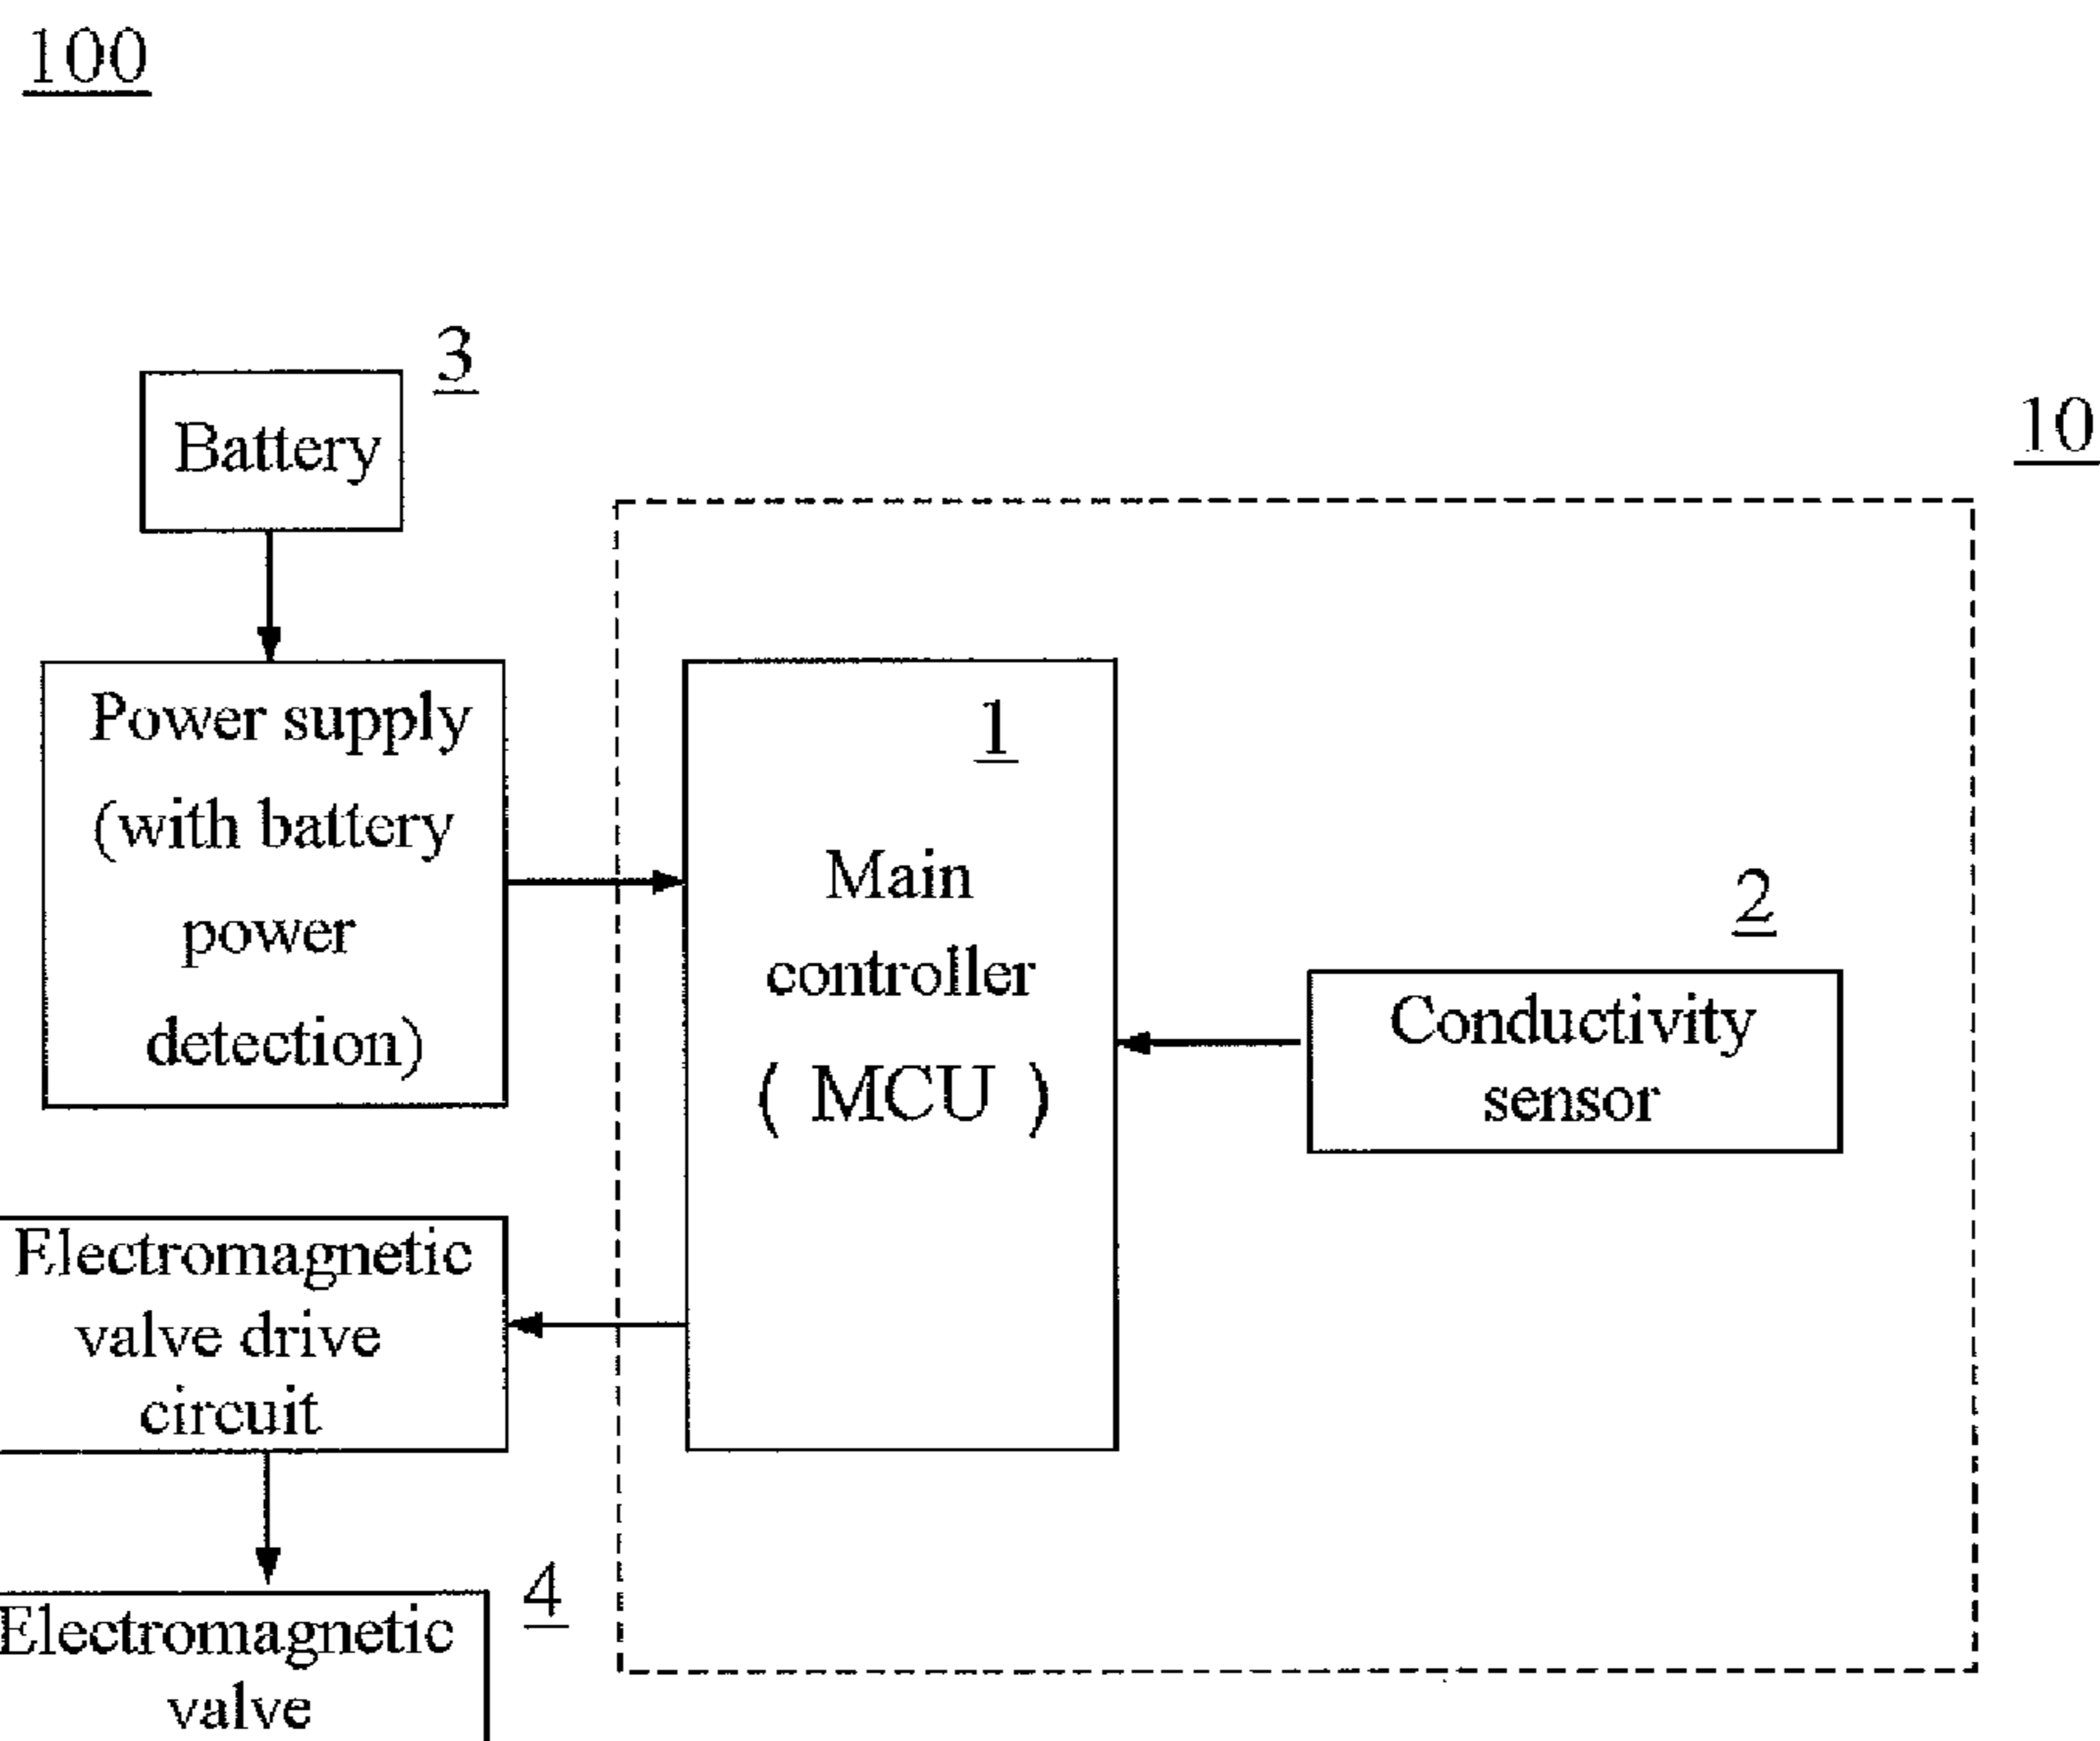 100
3
Battery
10
Power supply
(with battery
power
detection)
1
Main
controller
( MCU )
2
Conductivity
sensor
Electromagnetic
valve drive
circuit
4
Electromagnetic
valve